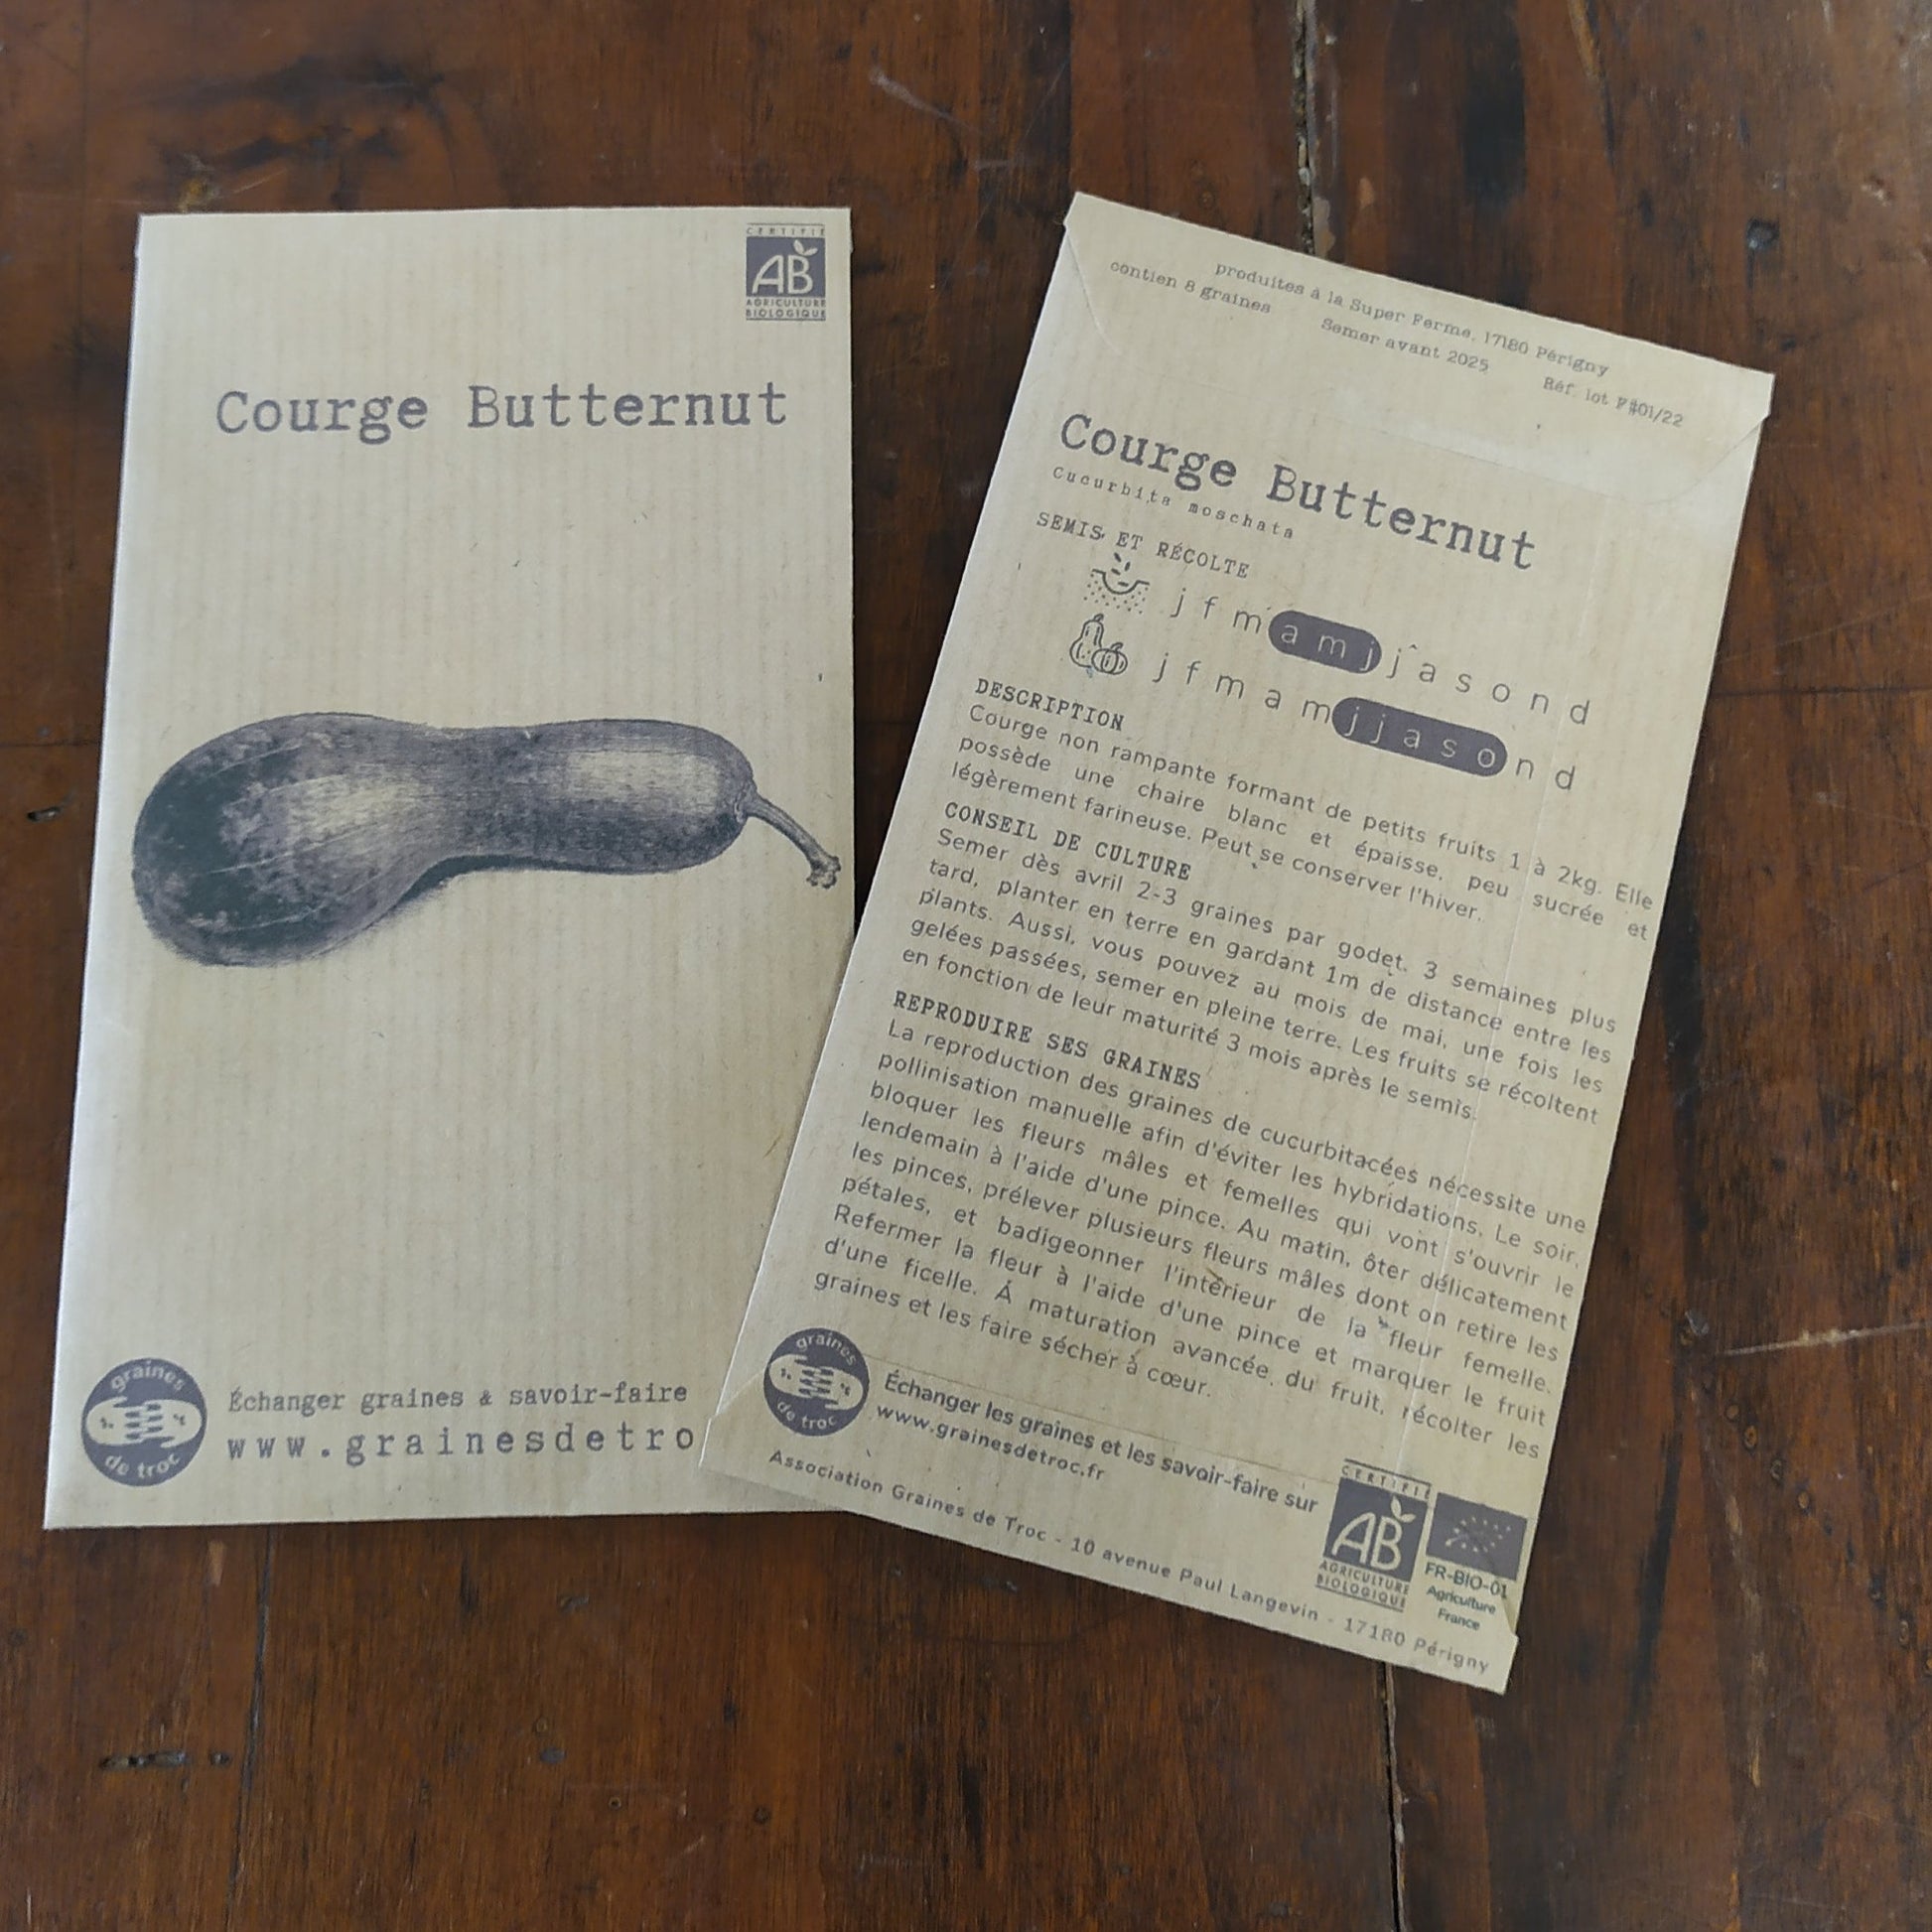 CERTIFIÉ
AB
AGRICULTURE
BIOLOGIQUE
Courge Butternut
graines
de troc
Échanger graines & savoir-faire
www.grainesdetro
produites à la Super Ferme, 17180 Périgny
contien 8 graines Semer avant 2025 Réf. lot F$01/22
Courge Butternut
Cucurbita moschata
SEMIS ET RÉCOLTE
j f m a m j j a s o n d
j f m a m j j a s o n d
DESCRIPTION
Courge non rampante formant de petits fruits 1 à 2kg. Elle
possède une chaire blanc et épaisse, peu sucrée et
légèrement farineuse. Peut se conserver l'hiver.
CONSEIL DE CULTURE
Semer dès avril 2-3 graines par godet. 3 semaines plus
tard, planter en terre en gardant 1m de distance entre les
plants. Aussi, vous pouvez au mois de mai, une fois les
gelées passées, semer en pleine terre. Les fruits se récoltent
en fonction de leur maturité 3 mois après le semis.
REPRODUIRE SES GRAINES
La reproduction des graines de cucurbitacées nécessite une
pollinisation manuelle afin d'éviter les hybridations. Le soir,
bloquer les fleurs mâles et femelles qui vont s'ouvrir le
lendemain à l'aide d'une pince. Au matin, ôter délicatement
les pinces, prélever plusieurs fleurs mâles dont on retire les
pétales, et badigeonner l'intérieur de la fleur femelle.
Refermer la fleur à l'aide d'une pince et marquer le fruit
d'une ficelle. À maturation avancée du fruit, récolter les
graines et les faire sécher à cœur.
graines
de troc
Échanger les graines et les savoir-faire sur
www.grainesdetroc.fr
CERTIFIÉ
AB
AGRICULTURE
BIOLOGIQUE
FR-BIO-01
Agriculture
France
Association Graines de Troc - 10 avenue Paul Langevin - 17180 Périgny